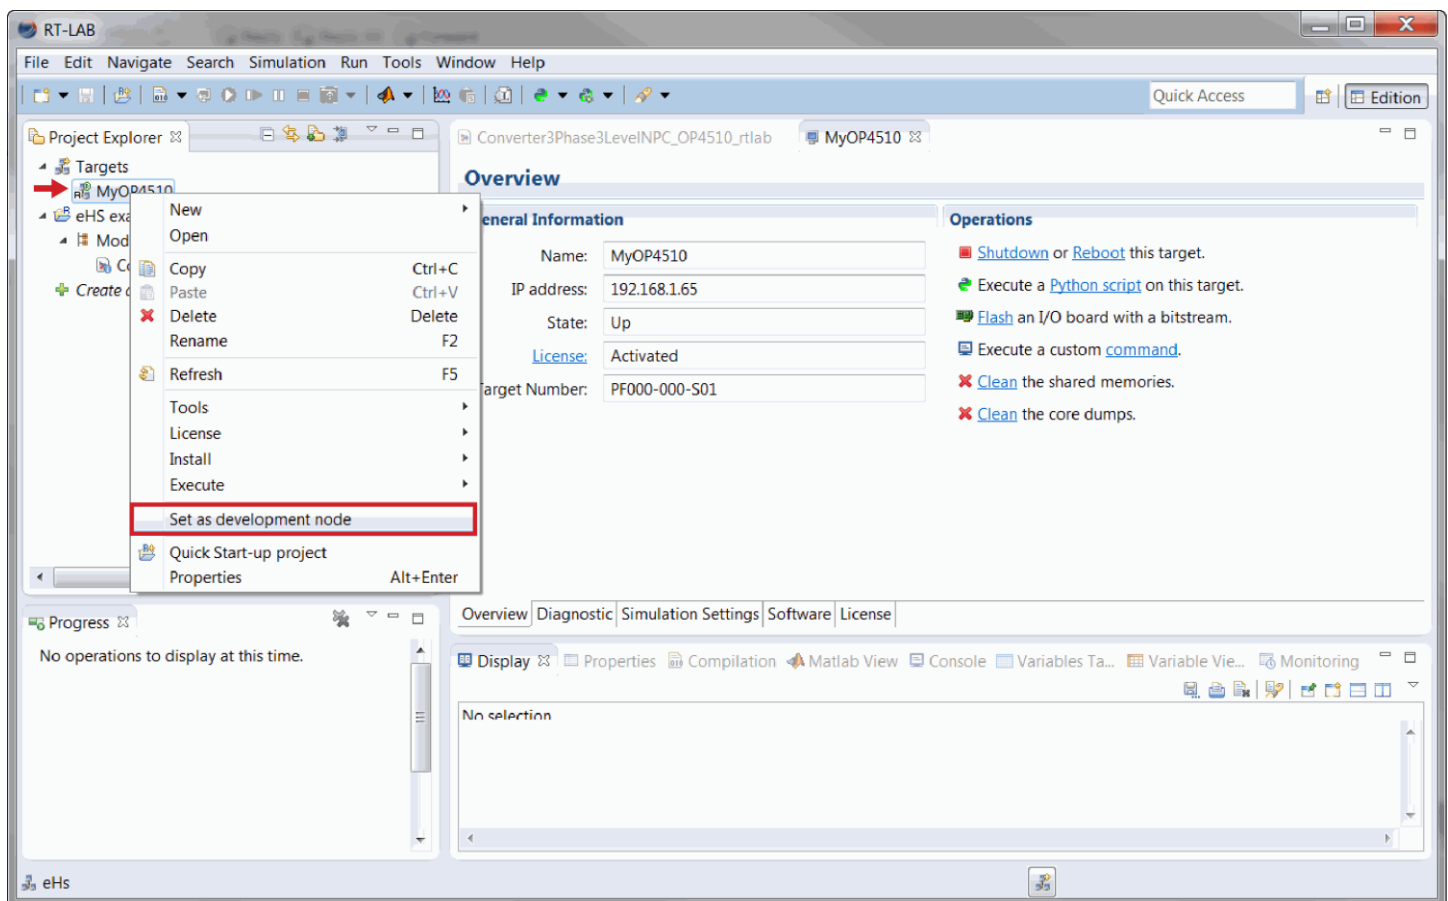 RT-LAB
File Edit Navigate Search Simulation Run Tools Window Help
Quick Access
Edition
Project Explorer
Targets
MyOP4510
eHS exa
Mod
Co
Create
New
Open
Copy Ctrl+C
Paste Ctrl+V
Delete Delete
Rename F2
Refresh F5
Tools
License
Install
Execute
Set as development node
Quick Start-up project
Properties Alt+Enter
Converter3Phase3LevelNPC_OP4510_rtlab
MyOP4510
Overview
eneral Information
Name: MyOP4510
IP address: 192.168.1.65
State: Up
License: Activated
arget Number: PF000-000-S01
Operations
Shutdown or Reboot this target.
Execute a Python script on this target.
Flash an I/O board with a bitstream.
Execute a custom command.
Clean the shared memories.
Clean the core dumps.
Overview Diagnostic Simulation Settings Software License
Progress
No operations to display at this time.
Display Properties Compilation Matlab View Console Variables Ta... Variable Vie... Monitoring
No selection
eHs